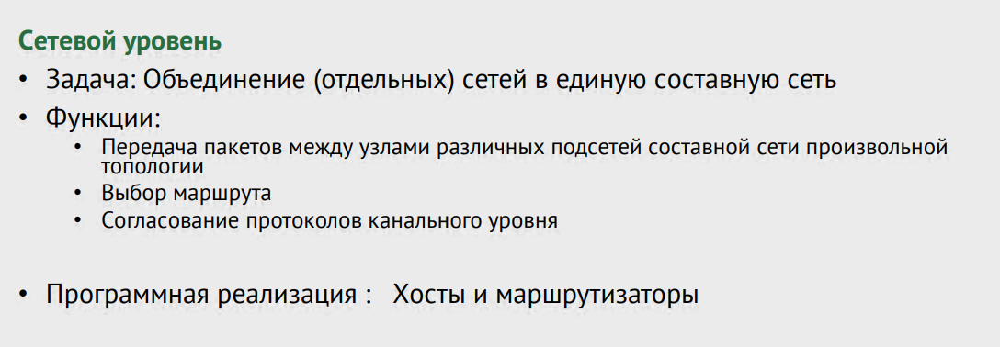 Сетевой уровень
• Задача: Объединение (отдельных) сетей в единую составную сеть
• Функции:
• Передача пакетов между узлами различных подсетей составной сети произвольной
топологии
• Выбор маршрута
• Согласование протоколов канального уровня
• Программная реализация : Хосты и маршрутизаторы